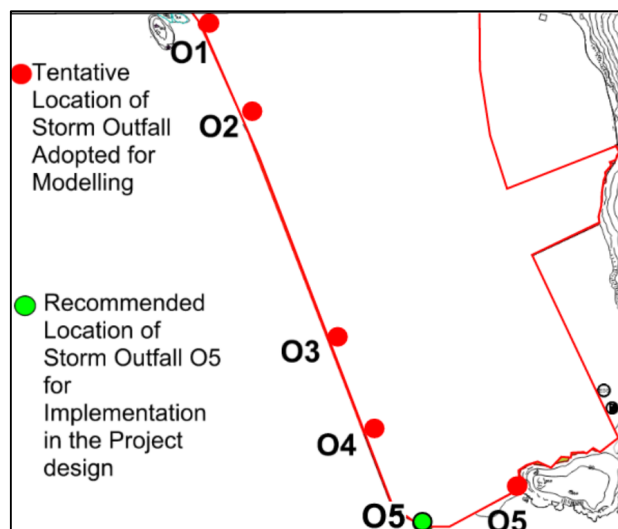 O1
Tentative
Location of
Storm Outfall
Adopted for
Modelling
O2
Recommended
Location of
Storm Outfall O5
for
Implementation
in the Project
design
O3
O4
O5
O5